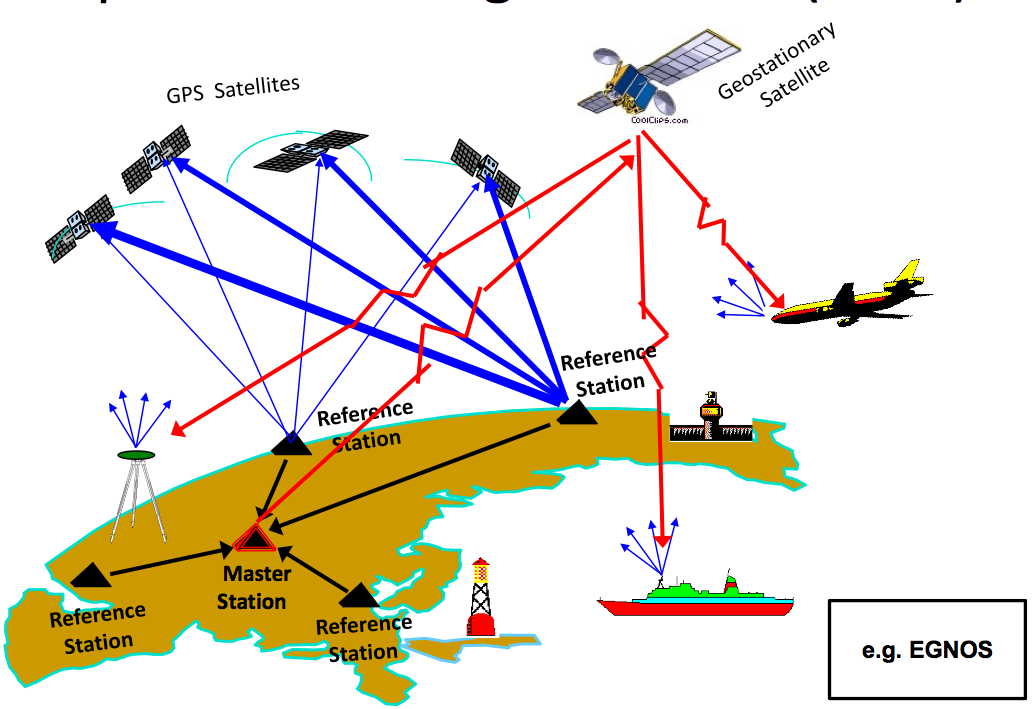 GPS Satellites
Geostationary
Satellite
COOLCLIPS.COM
Reference
Station
Reference
Station
Master
Station
Reference
Station
Reference
Station
e.g. EGNOS